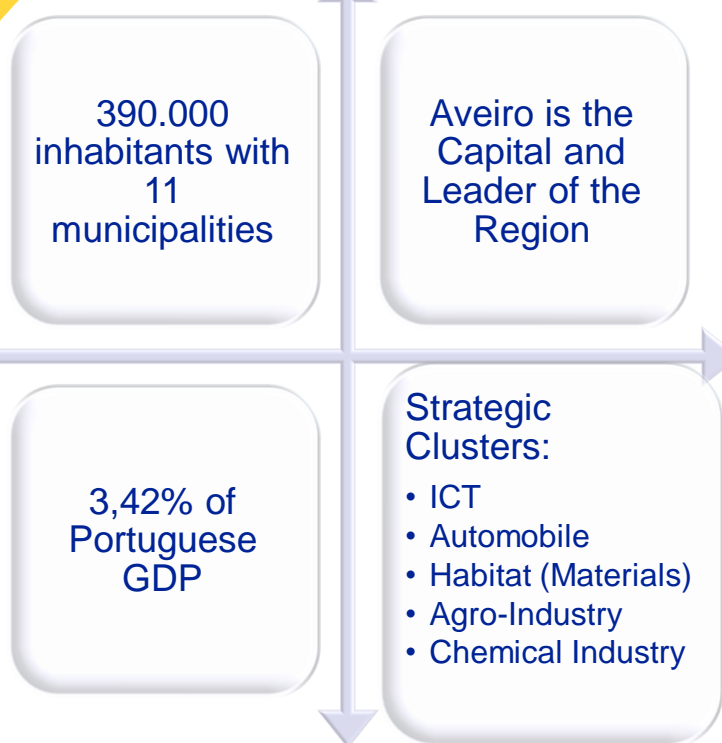 390.000
inhabitants with
11
municipalities
Aveiro is the
Capital and
Leader of the
Region
3,42% of
Portuguese
GDP
Strategic
Clusters:
• ICT
• Automobile
• Habitat (Materials)
• Agro-Industry
• Chemical Industry